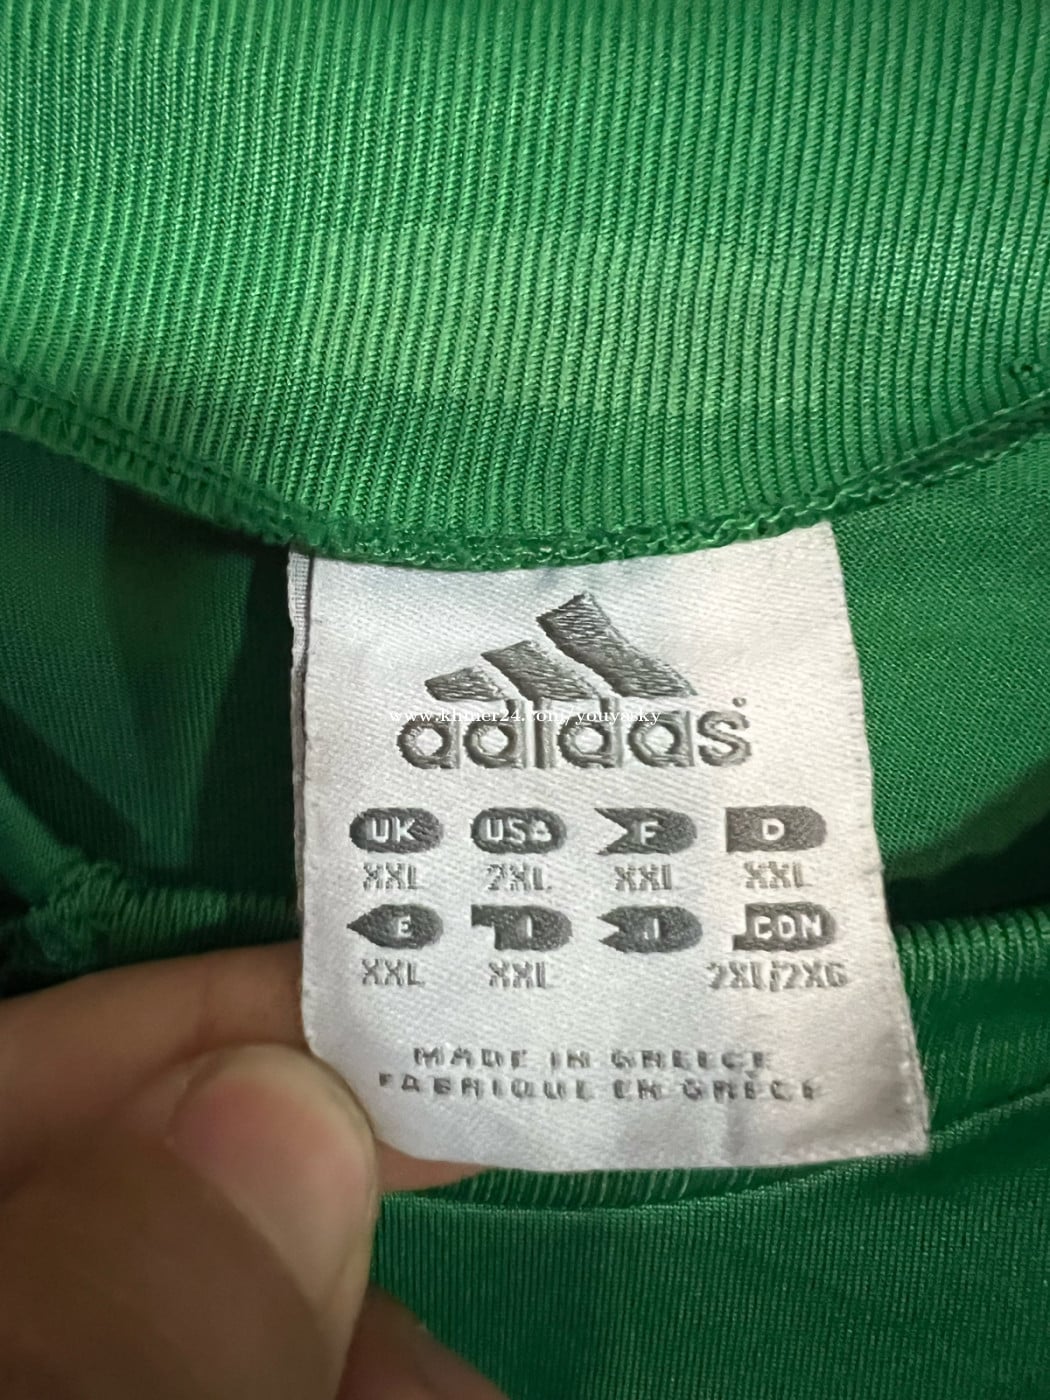 www.khmer24.com/youyesky
adidas
UK USA F D
XXL 2XL XXL XXL
E I J CON
XXL XXL 2XL/2XG
MADE IN GREECE
FABRIQUE EN GRECE